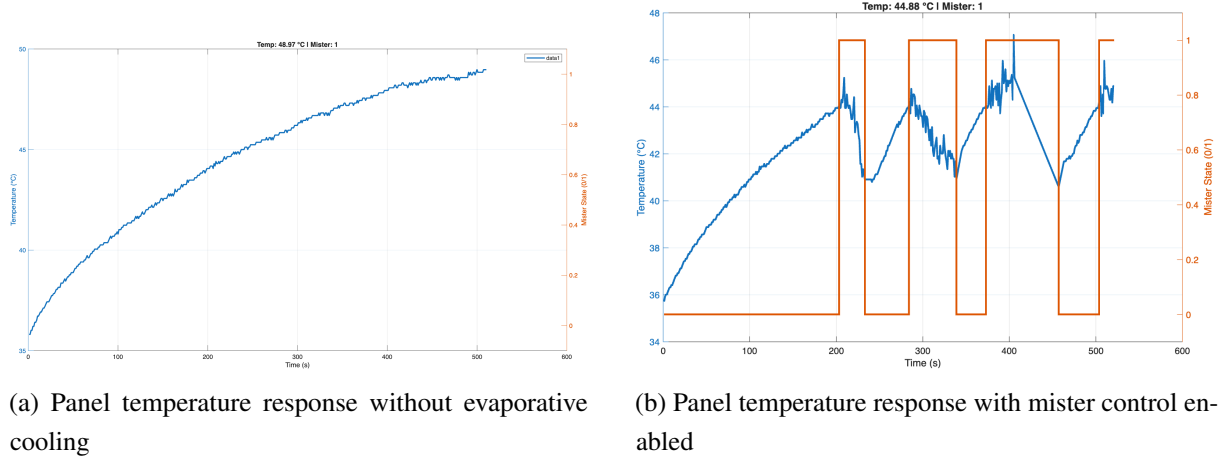 Temp: 48.97 °C | Mister: 1
50
45
40
35
Temperature (°C)
data1
1
0.8
0.6
0.4
0.2
0
Mister State (0/1)
0 100 200 300 400 500 600
Time (s)
(a) Panel temperature response without evaporative
cooling
Temp: 44.88 °C | Mister: 1
48
46
44
42
40
38
36
34
Temperature (°C)
1
0.8
0.6
0.4
0.2
0
Mister State (0/1)
0 100 200 300 400 500 600
Time (s)
(b) Panel temperature response with mister control en-
abled